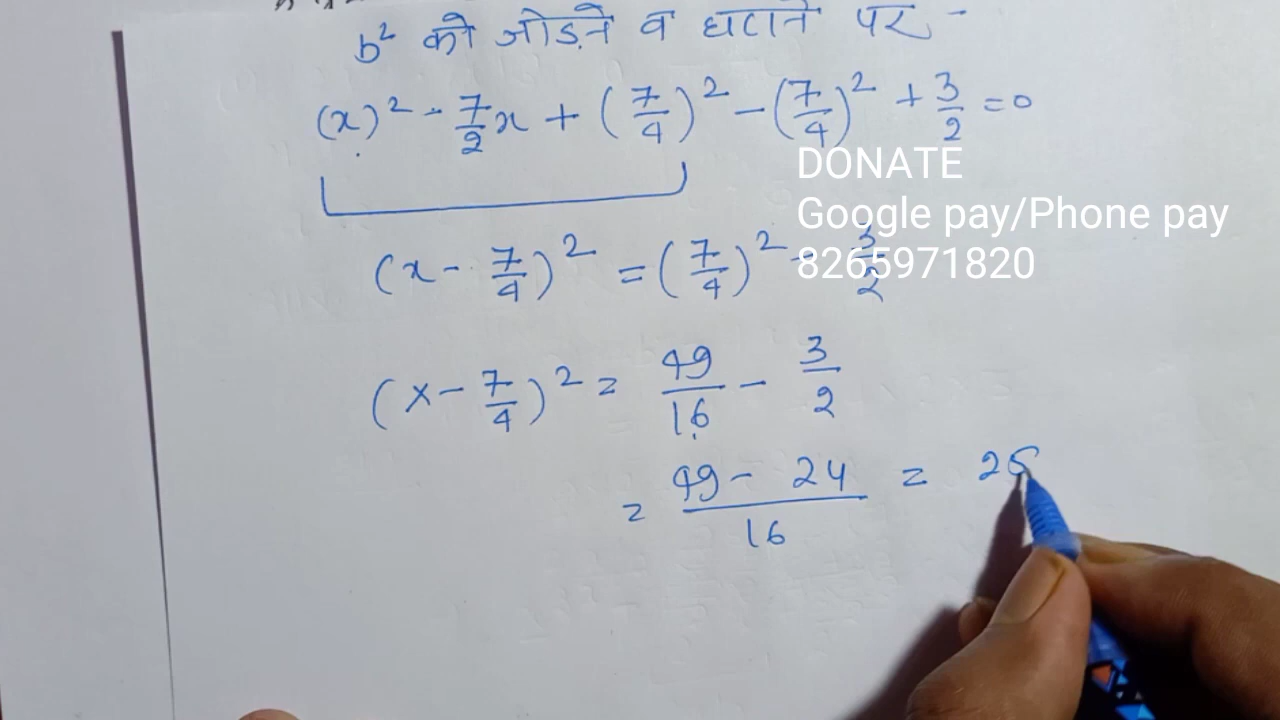 b² को जोड़ने व घटाने पर -
(x)² - 7/2 x + (7/4)² - (7/4)² + 3/2 = 0
DONATE
Google pay/Phone pay
8265971820
(x - 7/4)² = (7/4)² - 3/2
(x - 7/4)² = 49/16 - 3/2
= 49 - 24/16 = 25